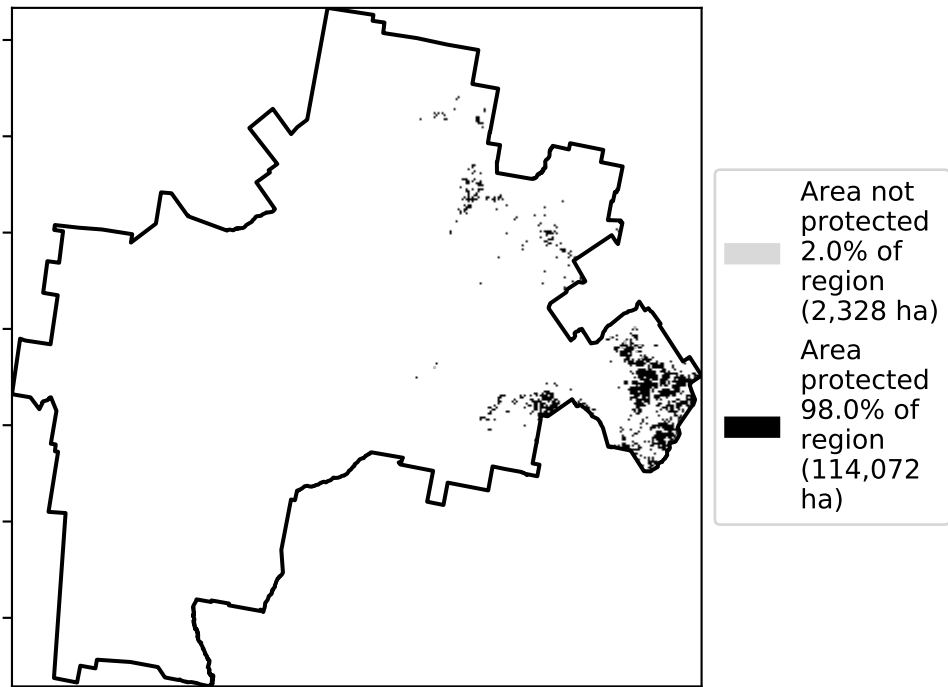 Area not
protected
2.0% of
region
(2,328 ha)
Area
protected
98.0% of
region
(114,072
ha)